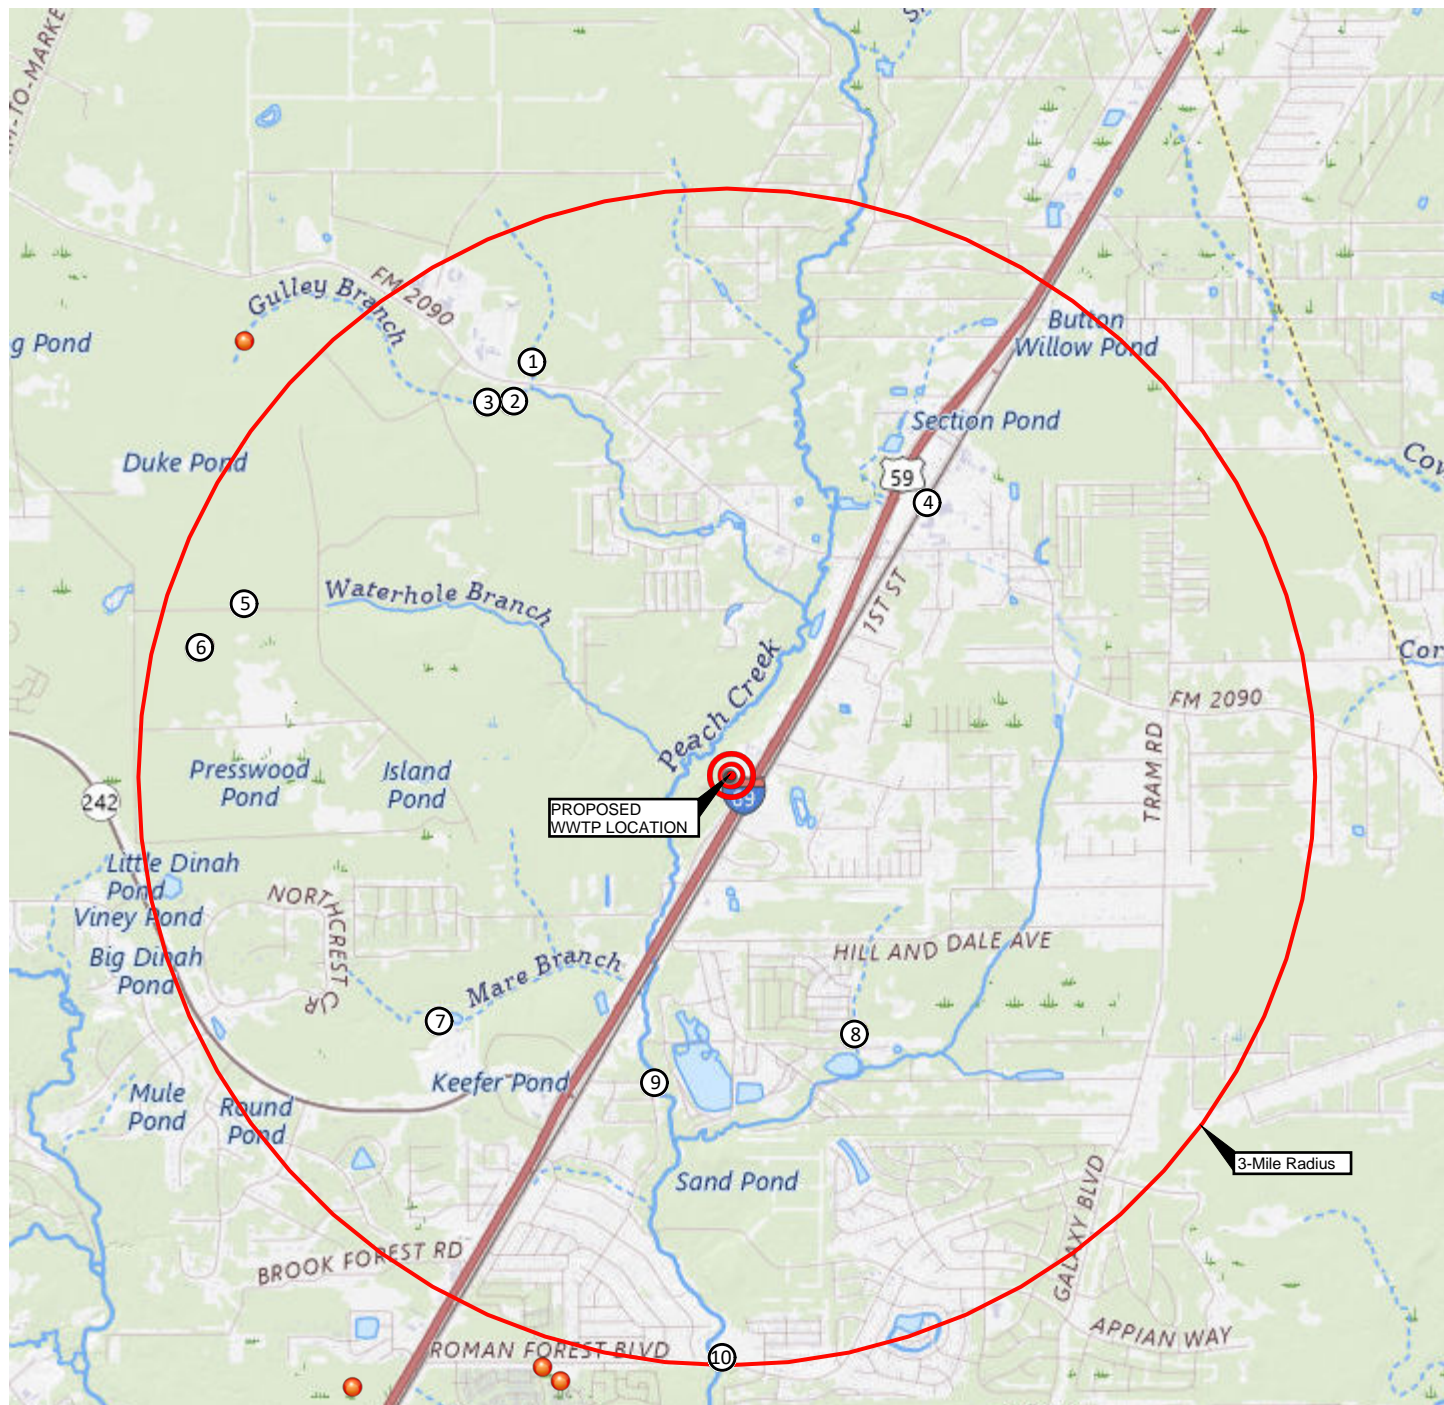 FM 2090
Gulley Branch
g Pond
1
Button
Willow Pond
3
2
Section Pond
Duke Pond
59
4
1ST ST
Waterhole Branch
5
6
Peach Creek
FM 2090
TRAM RD
Presswood
Pond
Island
Pond
242
PROPOSED
WWTP LOCATION
Little Dinah
Pond
Viney Pond
NORTHCREST CIR
Big Dinah
Pond
HILL AND DALE AVE
Mare Branch
7
8
Keefer Pond
9
Mule
Pond
Round
Pond
3-Mile Radius
Sand Pond
GALAXY BLVD
BROOK FOREST RD
APPIAN WAY
ROMAN FOREST BLVD
10